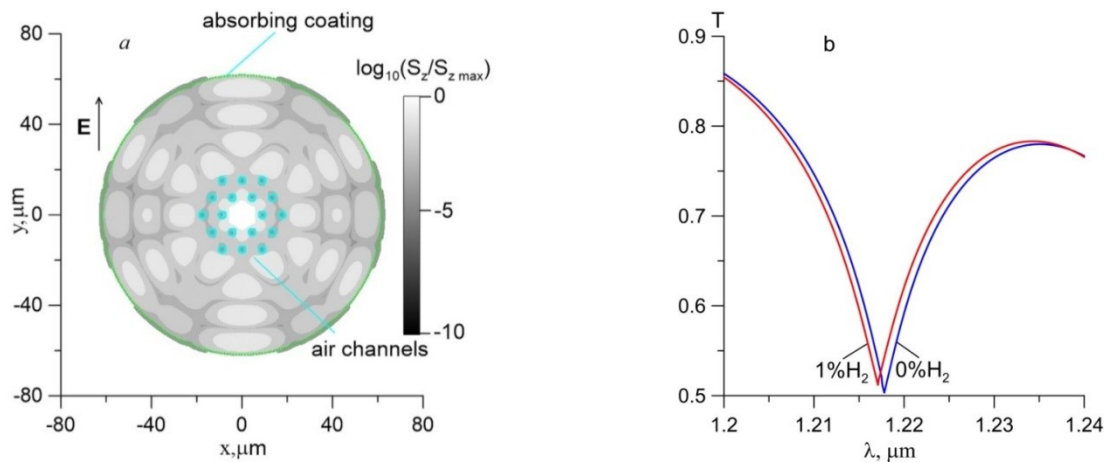 absorbing coating
a
80
40
0
-40
-80
y,μm
E
log₁₀(S_z/S_z max)
0
-5
-10
air channels
-80
-40
0
40
80
x,μm
T
b
0.9
0.8
0.7
0.6
0.5
1%H₂
0%H₂
1.2
1.21
1.22
1.23
1.24
λ, μm